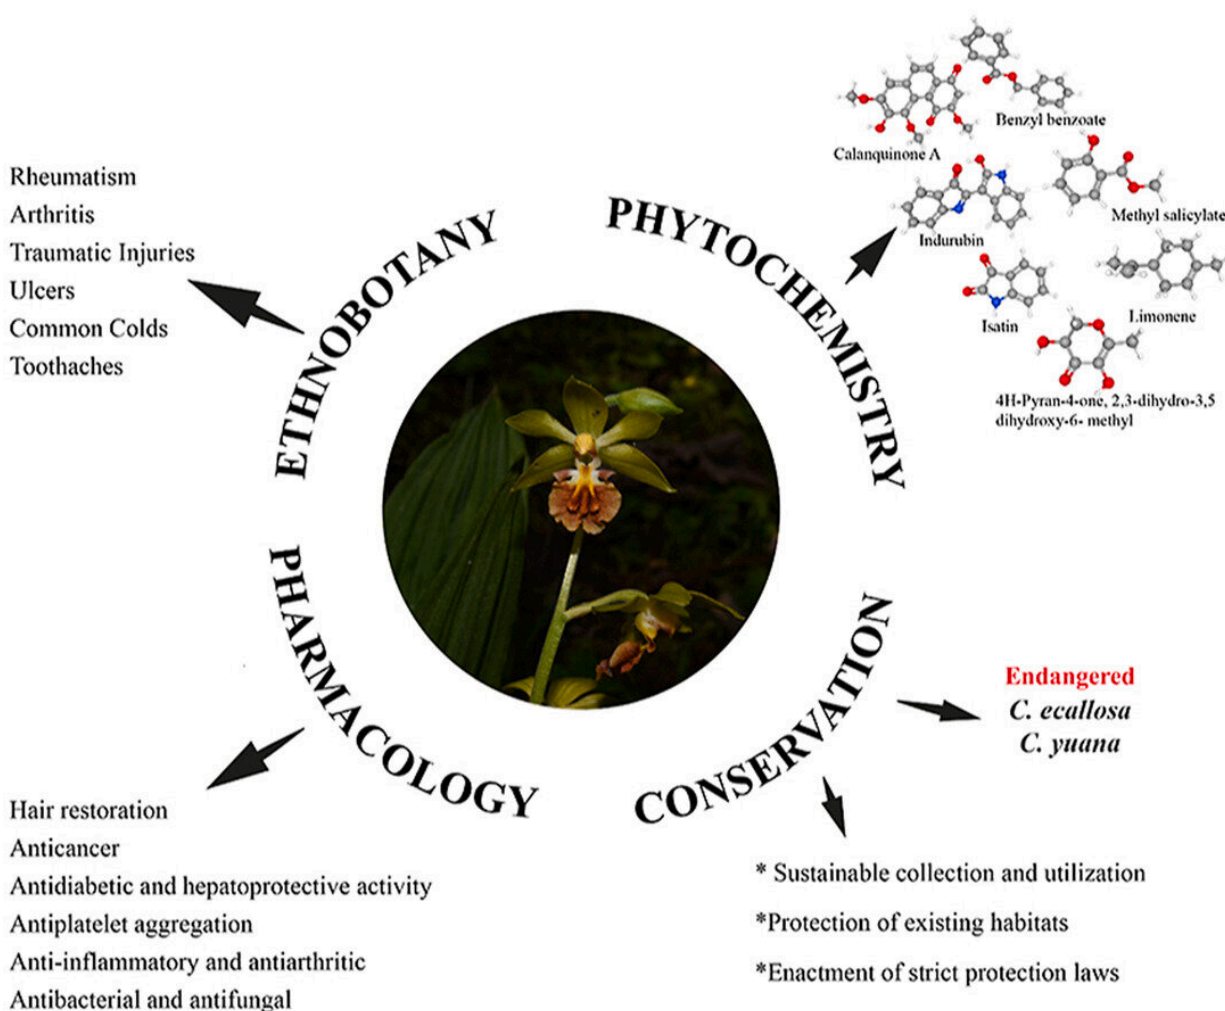 ETHNOBOTANY
Rheumatism
Arthritis
Traumatic Injuries
Ulcers
Common Colds
Toothaches
PHYTOCHEMISTRY
Benzyl benzoate
Calanquinone A
Methyl salicylate
Indurubin
Isatin
Limonene
4H-Pyran-4-one, 2,3-dihydro-3,5
dihydroxy-6- methyl
PHARMACOLOGY
Hair restoration
Anticancer
Antidiabetic and hepatoprotective activity
Antiplatelet aggregation
Anti-inflammatory and antiarthritic
Antibacterial and antifungal
CONSERVATION
Endangered
C. ecallosa
C. yuana
* Sustainable collection and utilization
*Protection of existing habitats
*Enactment of strict protection laws